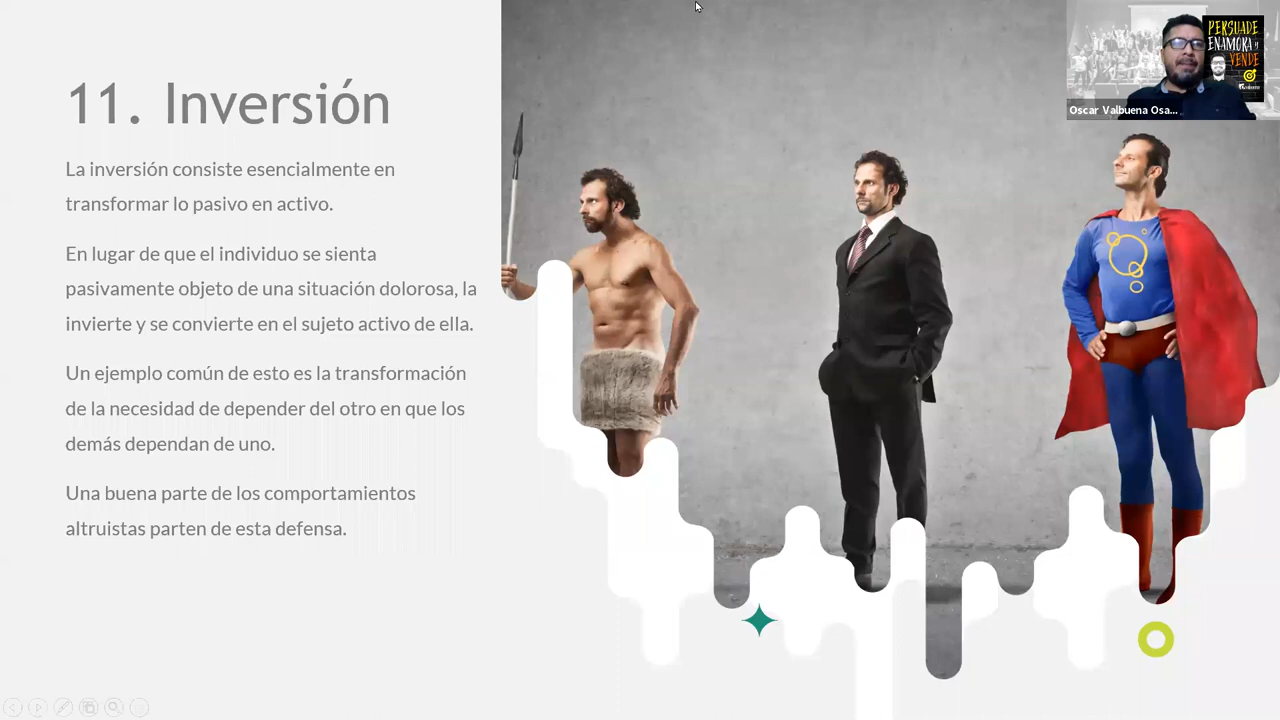 11. Inversión
La inversión consiste esencialmente en
transformar lo pasivo en activo.
En lugar de que el individuo se sienta
pasivamente objeto de una situación dolorosa, la
invierte y se convierte en el sujeto activo de ella.
Un ejemplo común de esto es la transformación
de la necesidad de depender del otro en que los
demás dependan de uno.
Una buena parte de los comportamientos
altruistas parten de esta defensa.
PERSUADE
ENAMORA y
VENDE
Oscar Valbuena Osa...